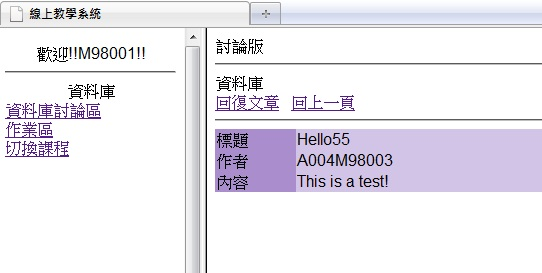 線上教學系統
歡迎!!M98001!!
資料庫
資料庫討論區
作業區
切換課程
討論版
資料庫
回復文章 回上一頁
標題 Hello55
作者 A004M98003
內容 This is a test!